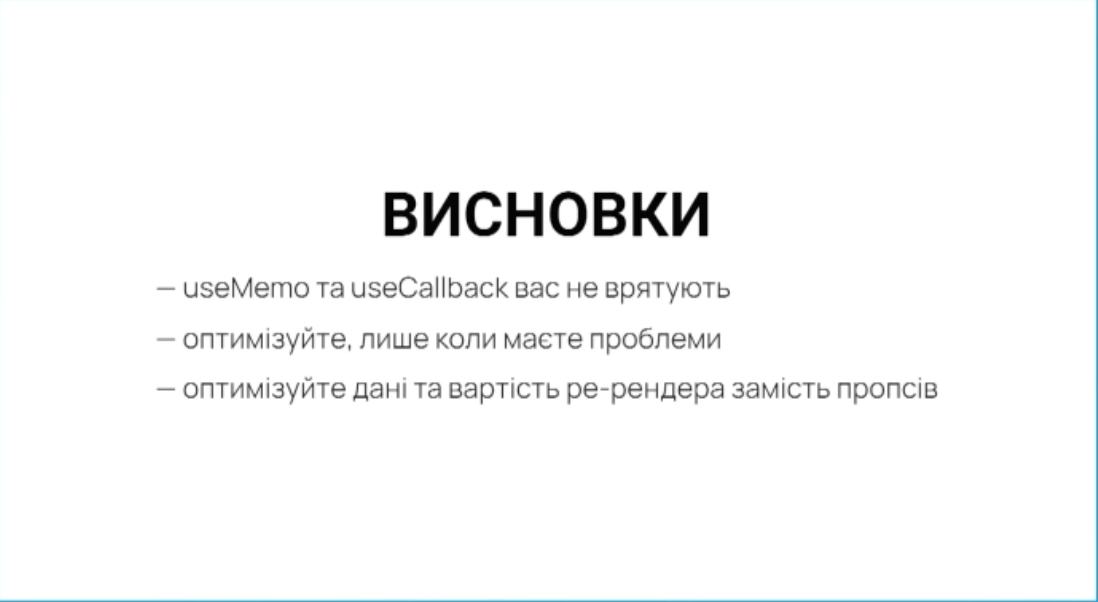 ВИСНОВКИ
— useMemo та useCallback вас не врятують
— оптимізуйте, лише коли маєте проблеми
— оптимізуйте дані та вартість ре-рендера замість пропсів